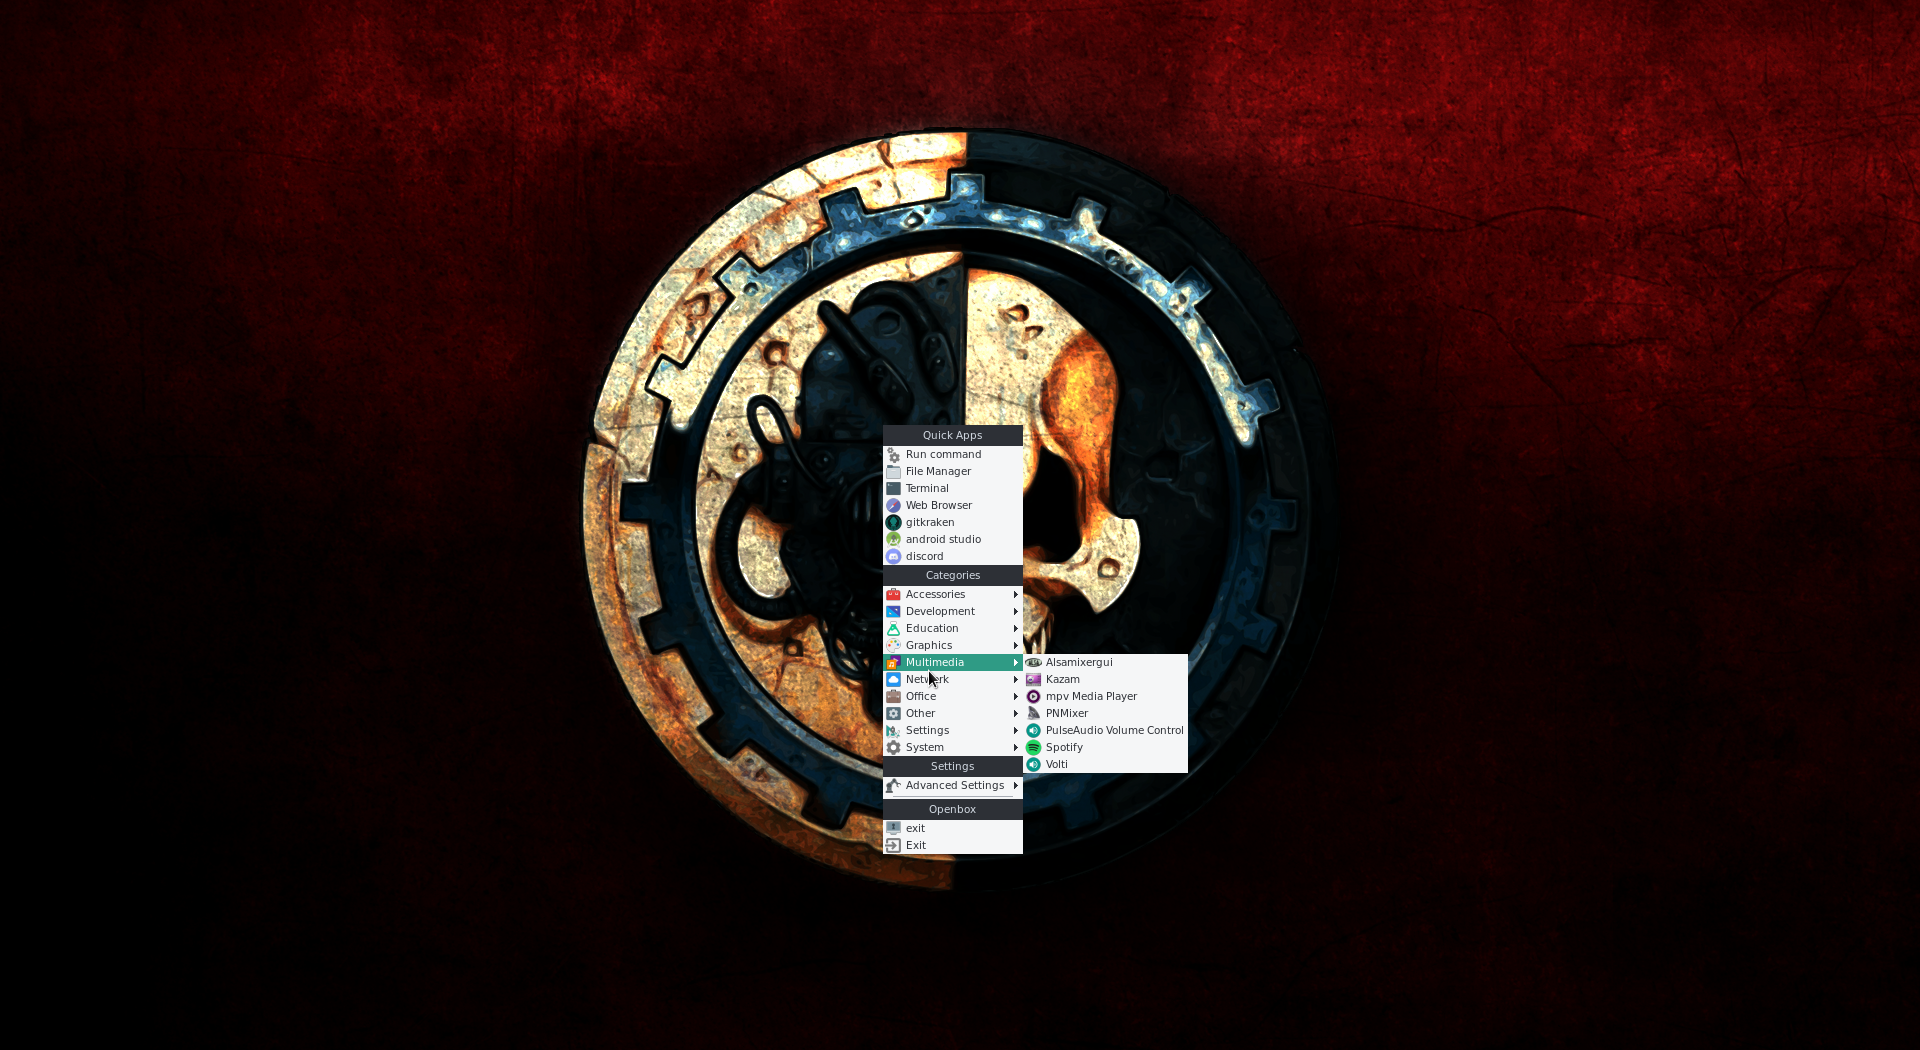 Quick Apps
Run command
File Manager
Terminal
Web Browser
gitkraken
android studio
discord
Categories
Accessories
Development
Education
Graphics
Multimedia
Network
Office
Other
Settings
System
Settings
Advanced Settings
Openbox
exit
Exit
Alsamixergui
Kazam
mpv Media Player
PNMixer
PulseAudio Volume Control
Spotify
Volti